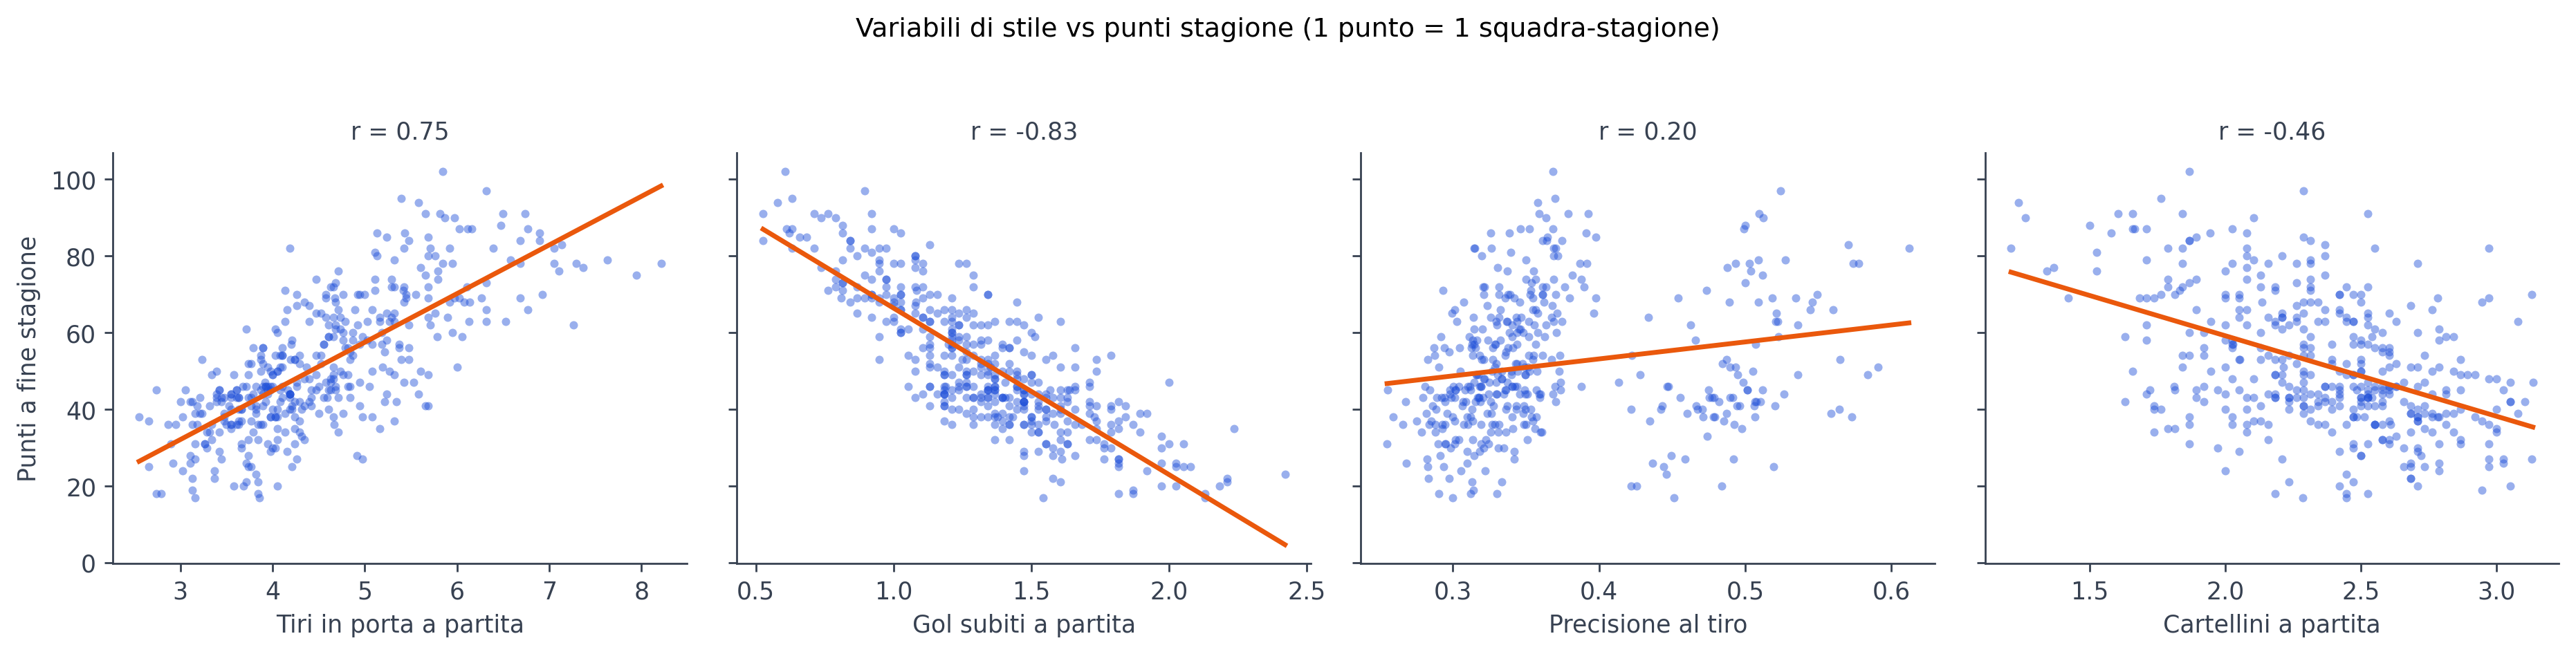 Variabili di stile vs punti stagione (1 punto = 1 squadra-stagione)
r = 0.75
r = -0.83
r = 0.20
r = -0.46
Punti a fine stagione
100
80
60
40
20
0
3 4 5 6 7 8
Tiri in porta a partita
0.5 1.0 1.5 2.0 2.5
Gol subiti a partita
0.3 0.4 0.5 0.6
Precisione al tiro
1.5 2.0 2.5 3.0
Cartellini a partita